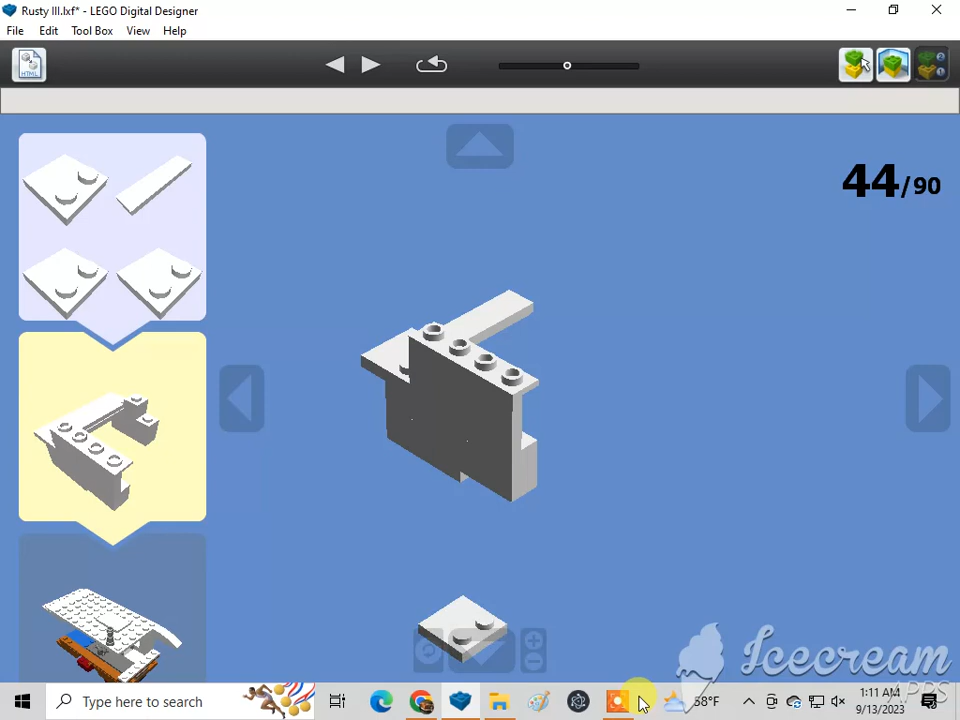 Rusty III.lxf* - LEGO Digital Designer
File Edit Tool Box View Help
HTML
44/90
Icecream
APPS
Type here to search
58°F
1:11 AM
9/13/2023